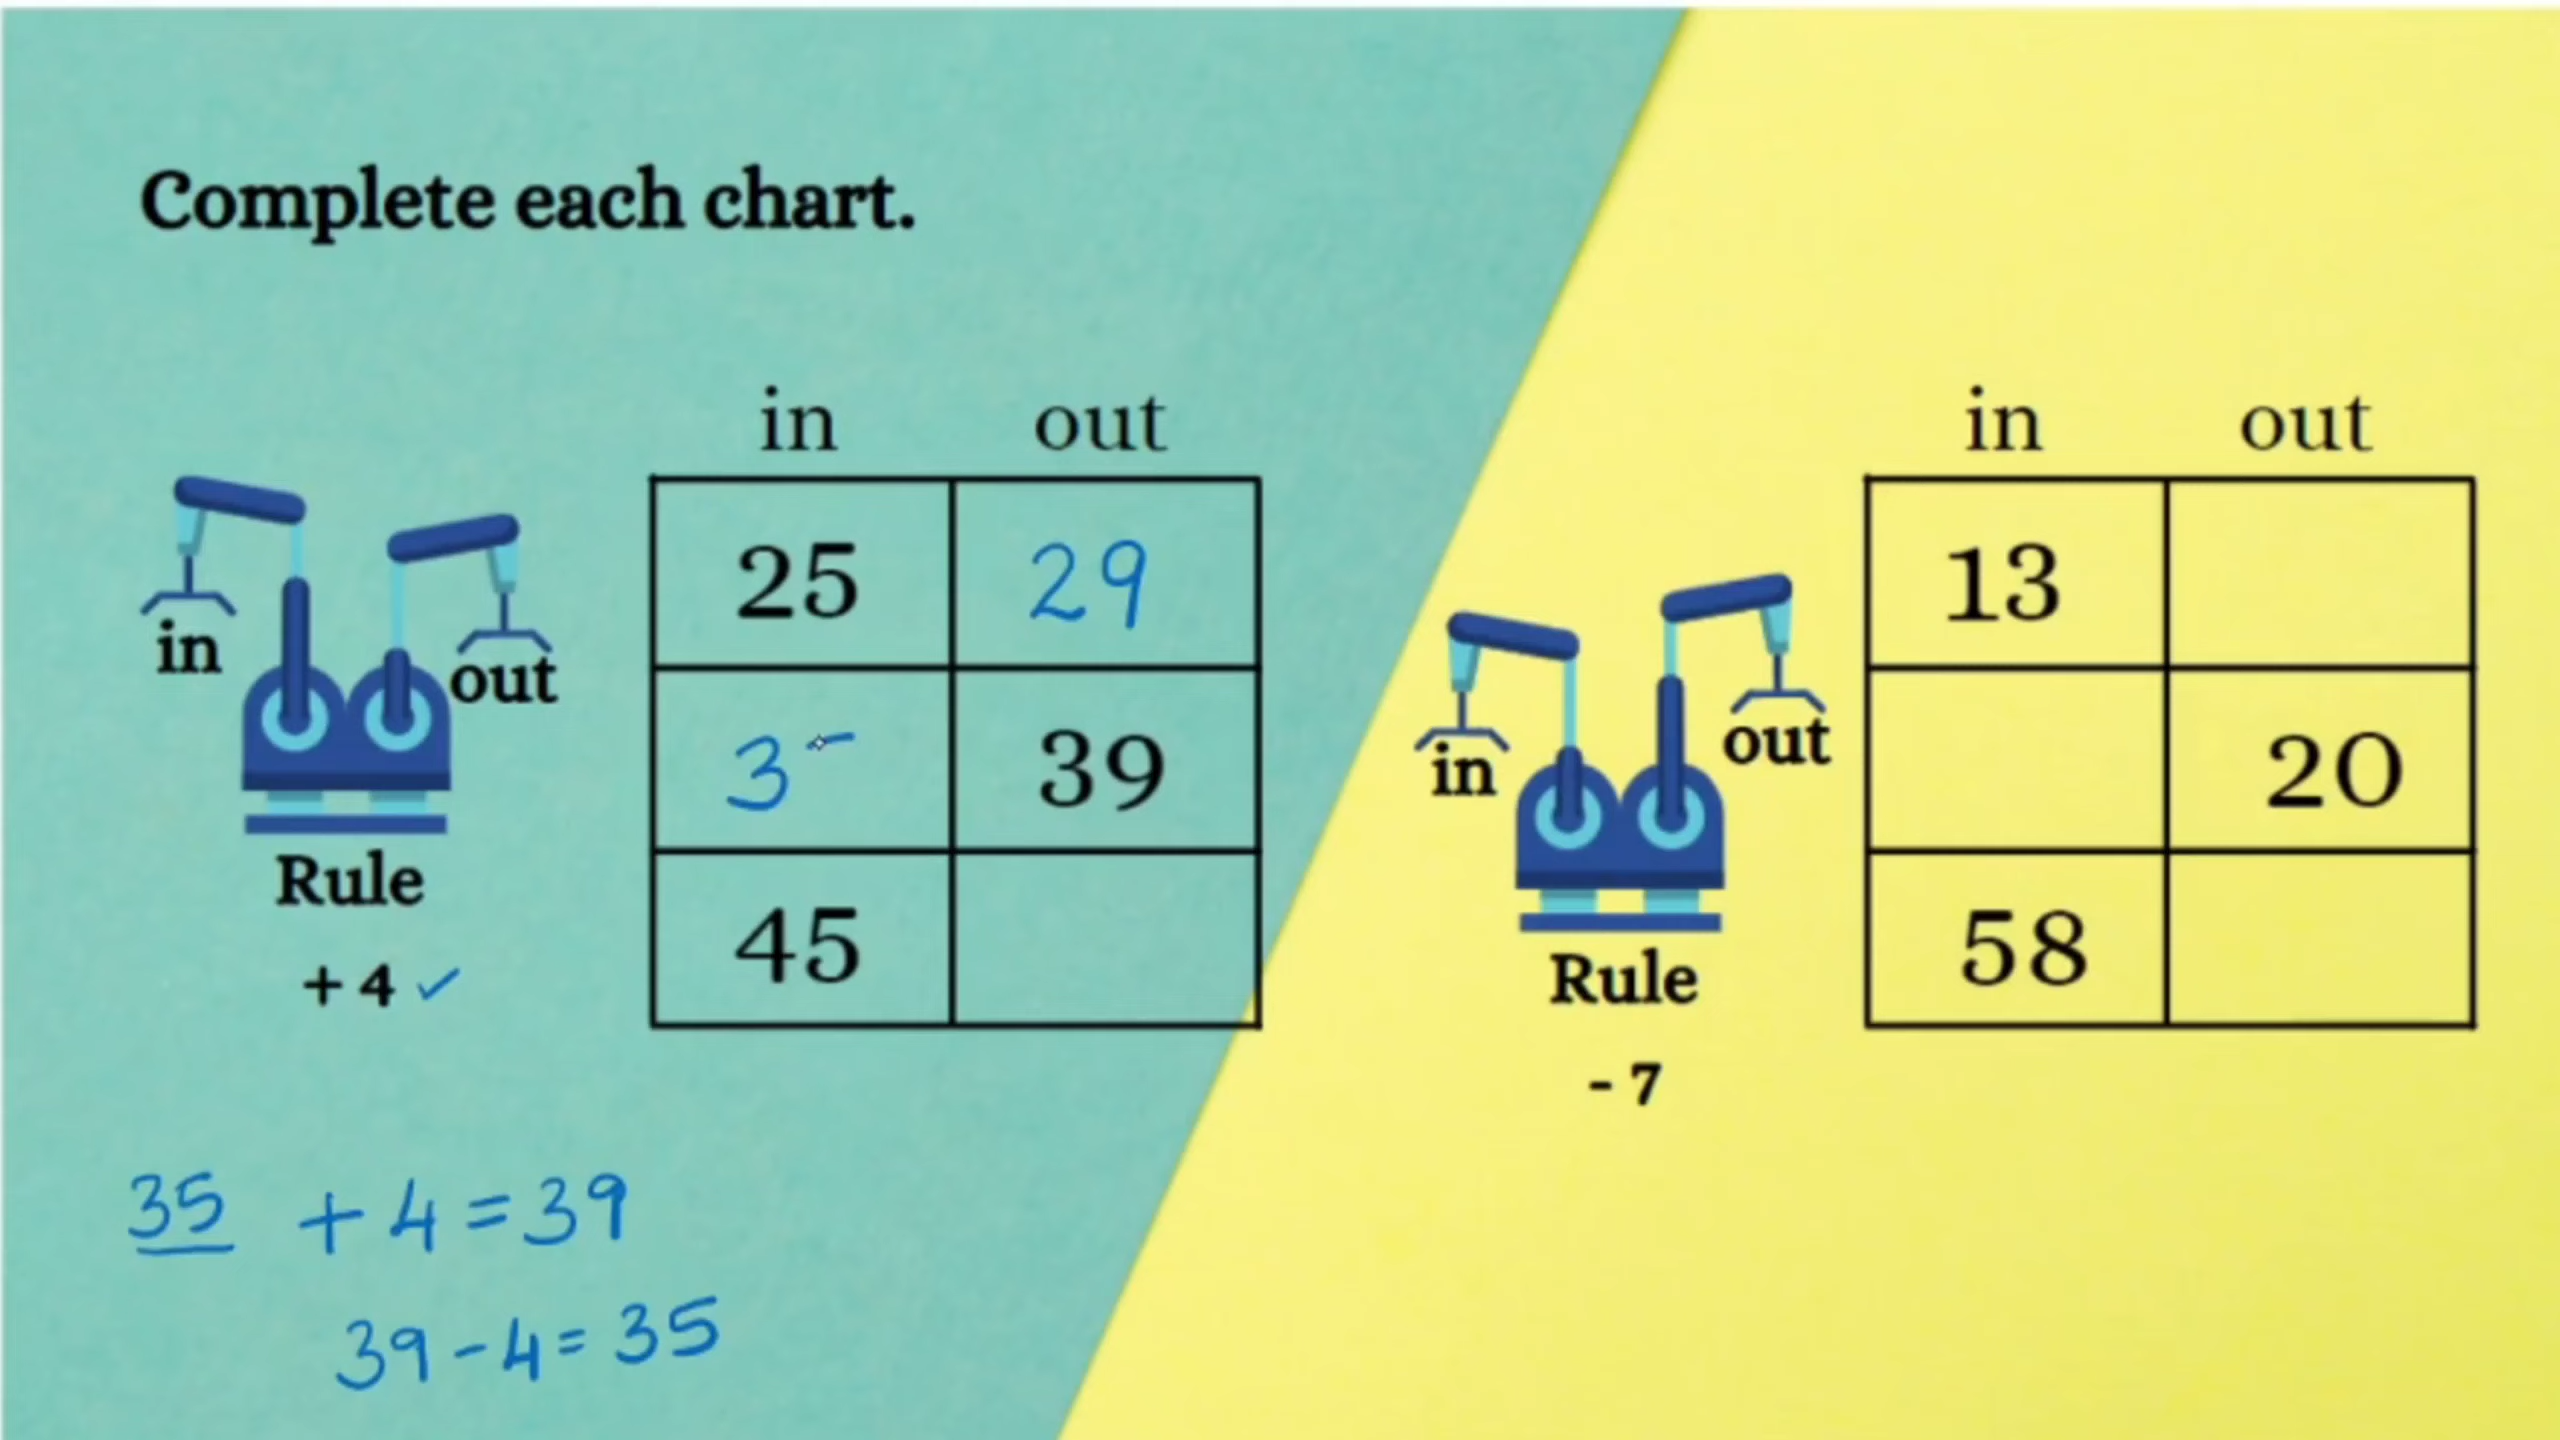 Complete each chart.
in out
25 29
3 39
45
in
out
Rule
+ 4 ✓
35 + 4 = 39
39 - 4 = 35
in out
13
20
58
in
out
Rule
- 7